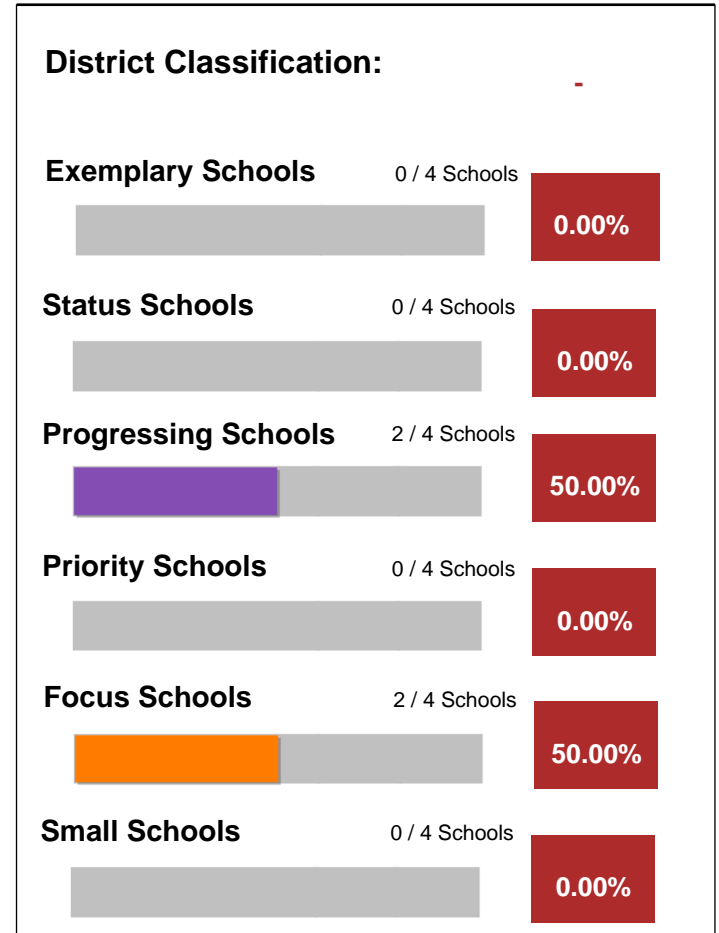 District Classification:
-
Exemplary Schools 0 / 4 Schools
0.00%
Status Schools 0 / 4 Schools
0.00%
Progressing Schools 2 / 4 Schools
50.00%
Priority Schools 0 / 4 Schools
0.00%
Focus Schools 2 / 4 Schools
50.00%
Small Schools 0 / 4 Schools
0.00%